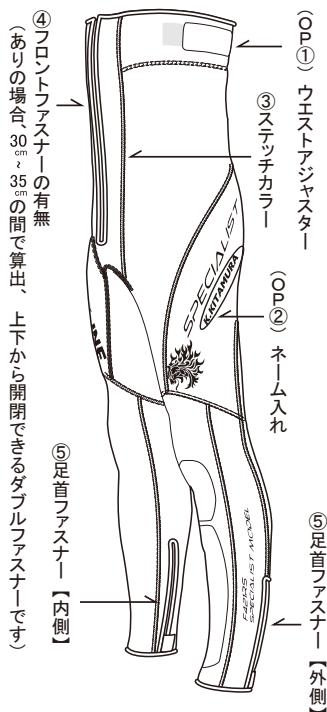 (OP①) ウエストアジャスター
③ステッチカラー
(OP②) ネーム入れ
⑤足首ファスナー【外側】
④フロントファスナーの有無
(ありの場合、30cm~35cmの間で算出、上下から開閉できるダブルファスナーです)
⑤足首ファスナー【内側】
SPECIALIST
K.KITAMURA
SPECIALIST MODEL